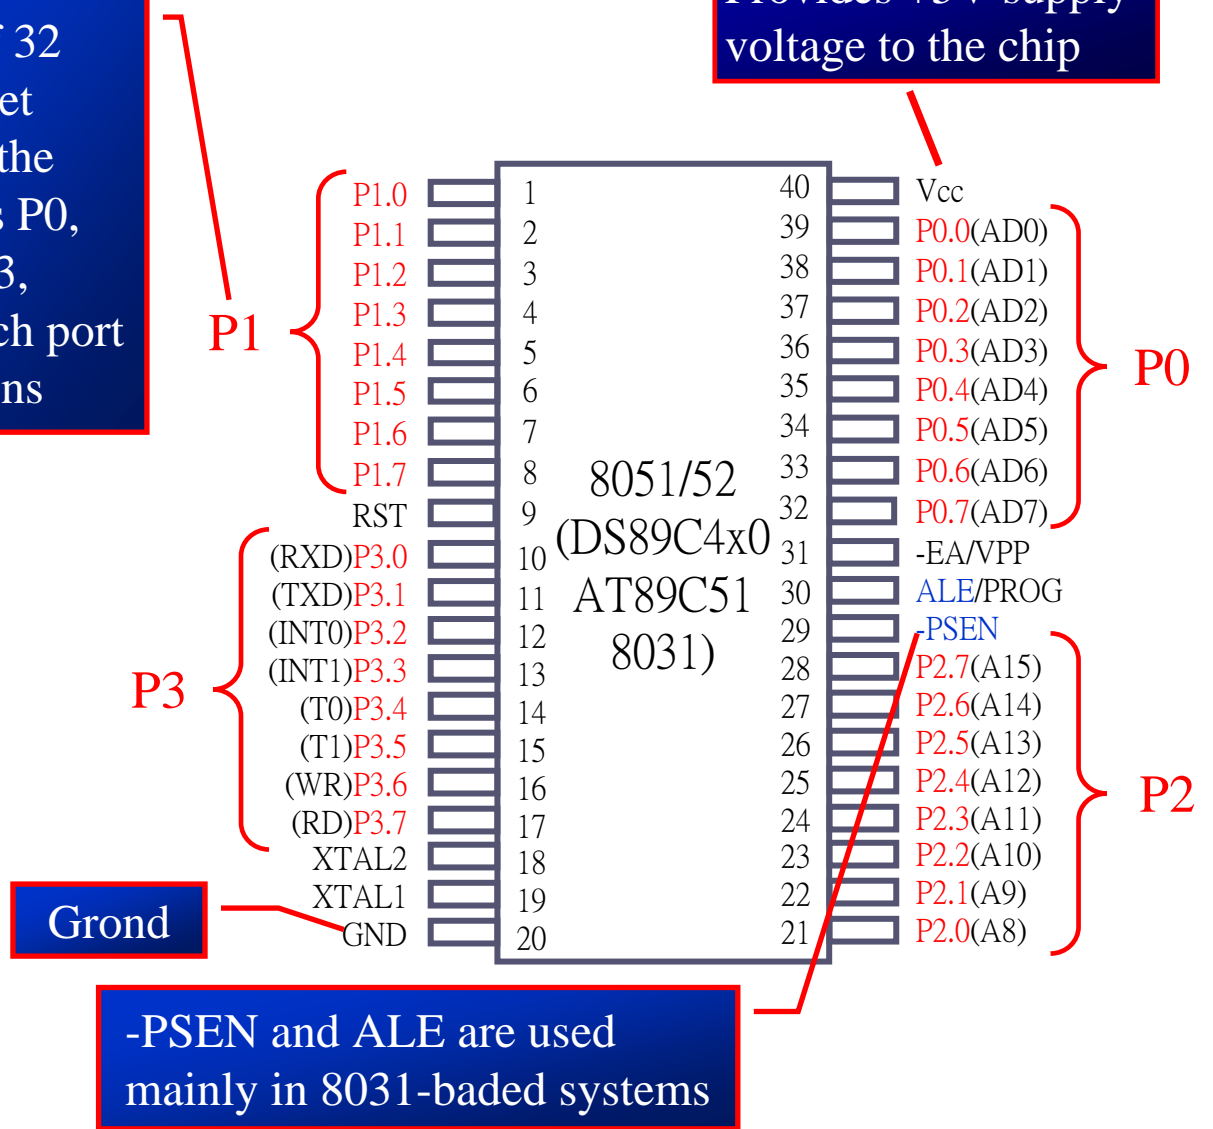 32
et
the
s P0,
3,
ch port
ns
Provides +5V supply
voltage to the chip
P1
P1.0
P1.1
P1.2
P1.3
P1.4
P1.5
P1.6
P1.7
RST
P3
(RXD)P3.0
(TXD)P3.1
(INT0)P3.2
(INT1)P3.3
(T0)P3.4
(T1)P3.5
(WR)P3.6
(RD)P3.7
XTAL2
XTAL1
GND
1
2
3
4
5
6
7
8
9
10
11
12
13
14
15
16
17
18
19
20
8051/52
(DS89C4x0
AT89C51
8031)
40
39
38
37
36
35
34
33
32
31
30
29
28
27
26
25
24
23
22
21
Vcc
P0.0(AD0)
P0.1(AD1)
P0.2(AD2)
P0.3(AD3)
P0.4(AD4)
P0.5(AD5)
P0.6(AD6)
P0.7(AD7)
-EA/VPP
ALE/PROG
-PSEN
P2.7(A15)
P2.6(A14)
P2.5(A13)
P2.4(A12)
P2.3(A11)
P2.2(A10)
P2.1(A9)
P2.0(A8)
P0
P2
Grond
-PSEN and ALE are used
mainly in 8031-baded systems